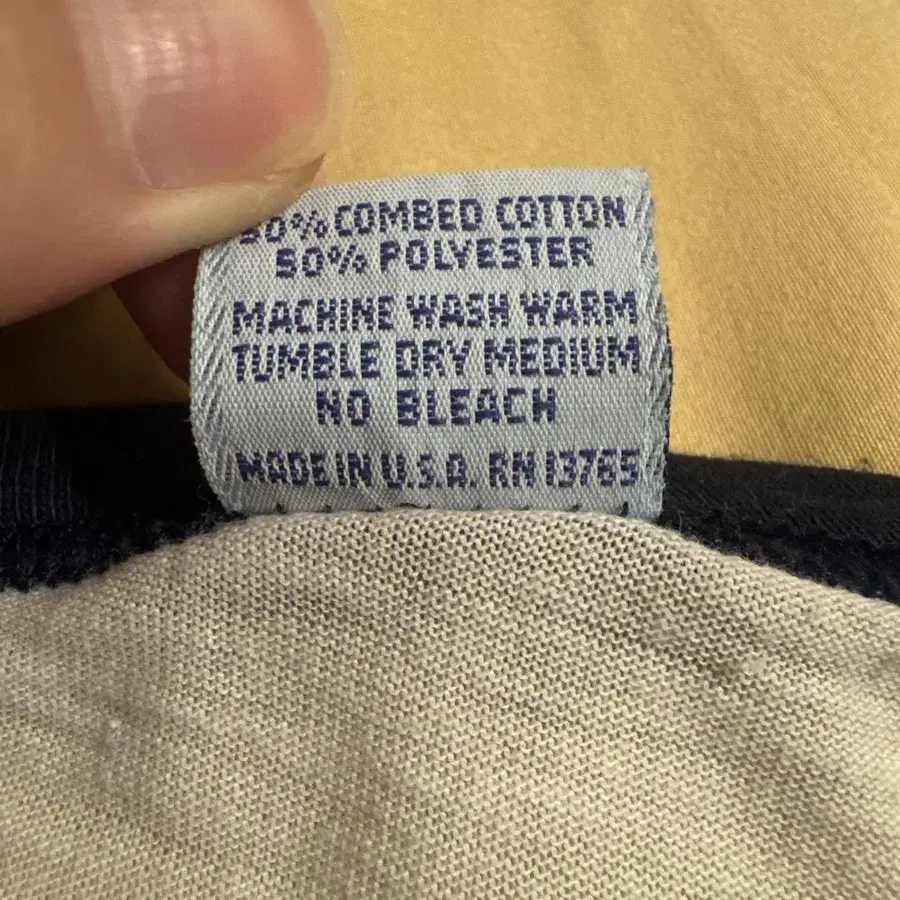 50% COMBED COTTON
50% POLYESTER
MACHINE WASH WARM
TUMBLE DRY MEDIUM
NO BLEACH
MADE IN U.S.A. RN 13765